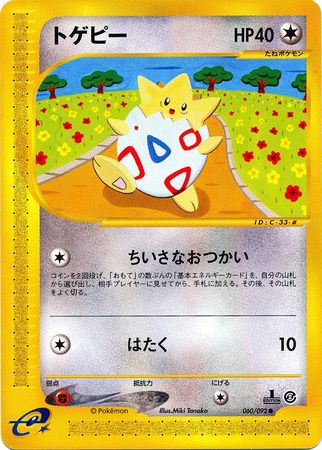 トゲピー HP40
たねポケモン
ID:C-33-#
ちいさなおつかい
コインを2回投げ、「おもて」の数ぶんの「基本エネルギーカード」を、自分の山札
から選び出し、相手プレイヤーに見せてから、手札に加える。その後、その山札
をよく切る。
はたく 10
弱点 抵抗力 にげる
© Pokémon Illus.Miki Tanaka 060/092 ●
1 EDITION
e